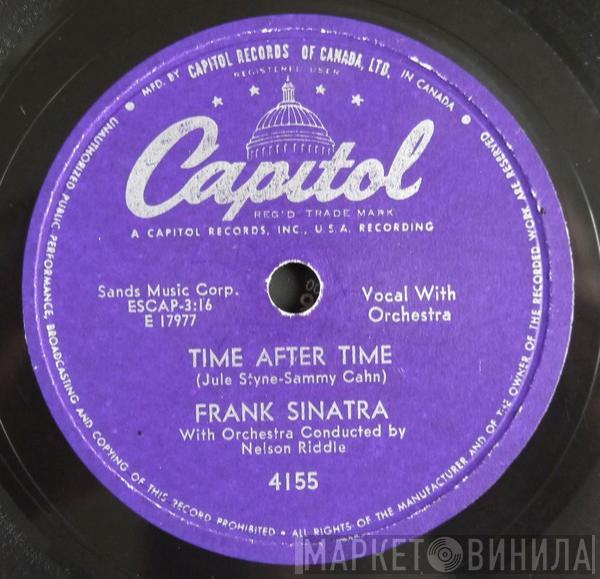 MFD. BY CAPITOL RECORDS OF CANADA, LTD. IN CANADA
REGISTERED USER
Capitol
REG'D TRADE MARK
A CAPITOL RECORDS, INC., U.S.A. RECORDING
Sands Music Corp.
ESCAP-3:16
E 17977
Vocal With
Orchestra
TIME AFTER TIME
(Jule Styne-Sammy Cahn)
FRANK SINATRA
With Orchestra Conducted by
Nelson Riddle
4155
UNAUTHORIZED PUBLIC PERFORMANCE, BROADCASTING AND COPYING OF THIS RECORD PROHIBITED • ALL RIGHTS OF THE MANUFACTURER AND OF THE OWNER OF THE RECORDED WORK ARE RESERVED
МАРКЕТ ВИНИЛА